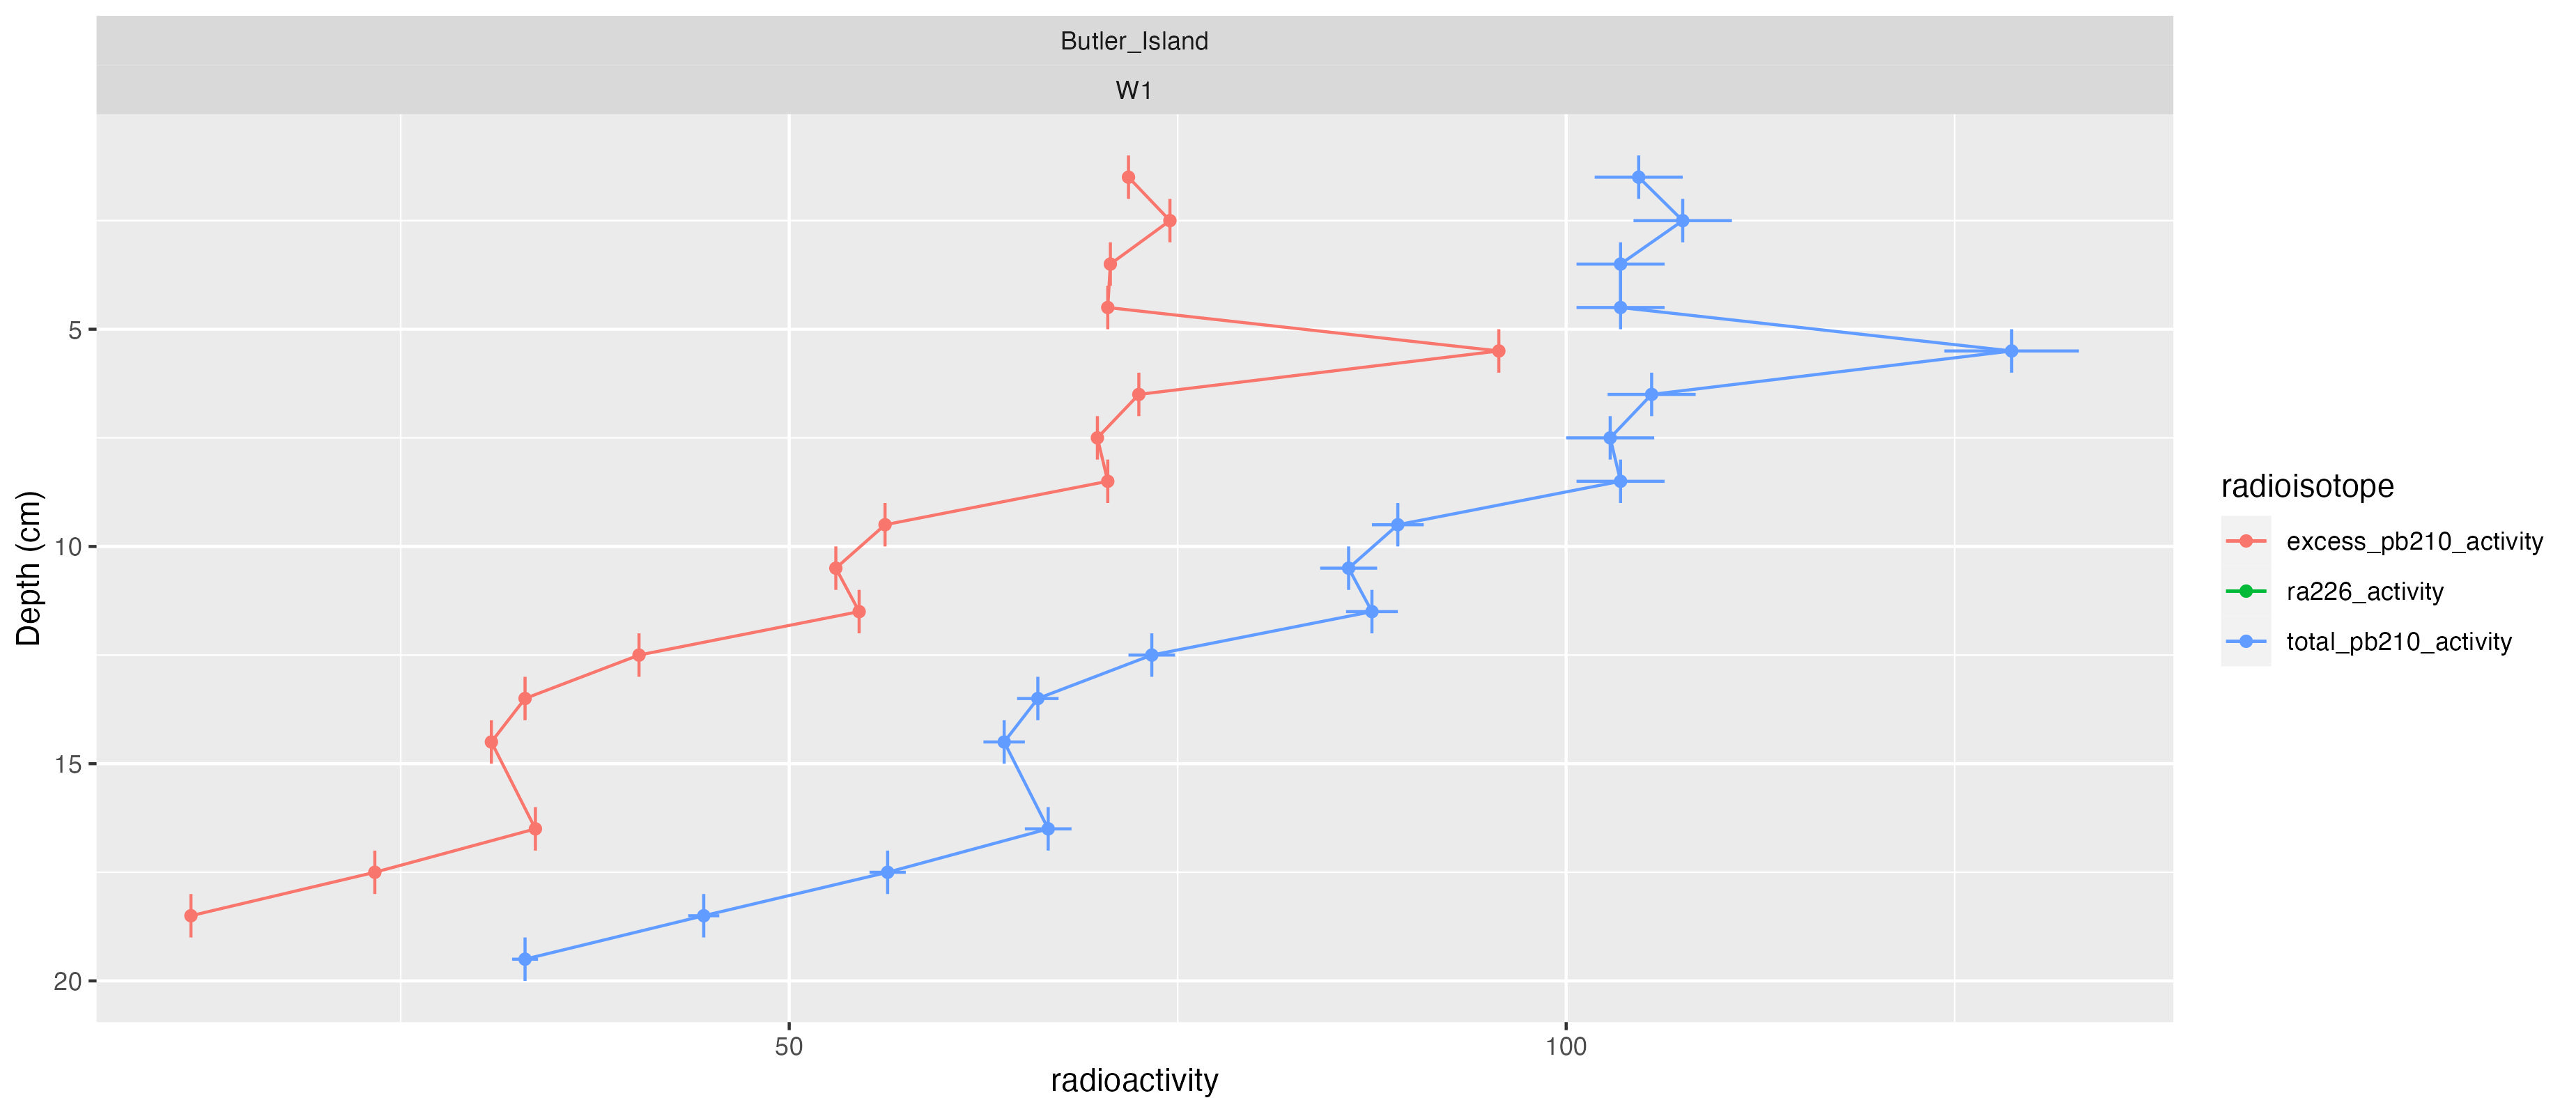 Butler_Island
W1
5
10
15
20
Depth (cm)
50
100
radioactivity
radioisotope
excess_pb210_activity
ra226_activity
total_pb210_activity